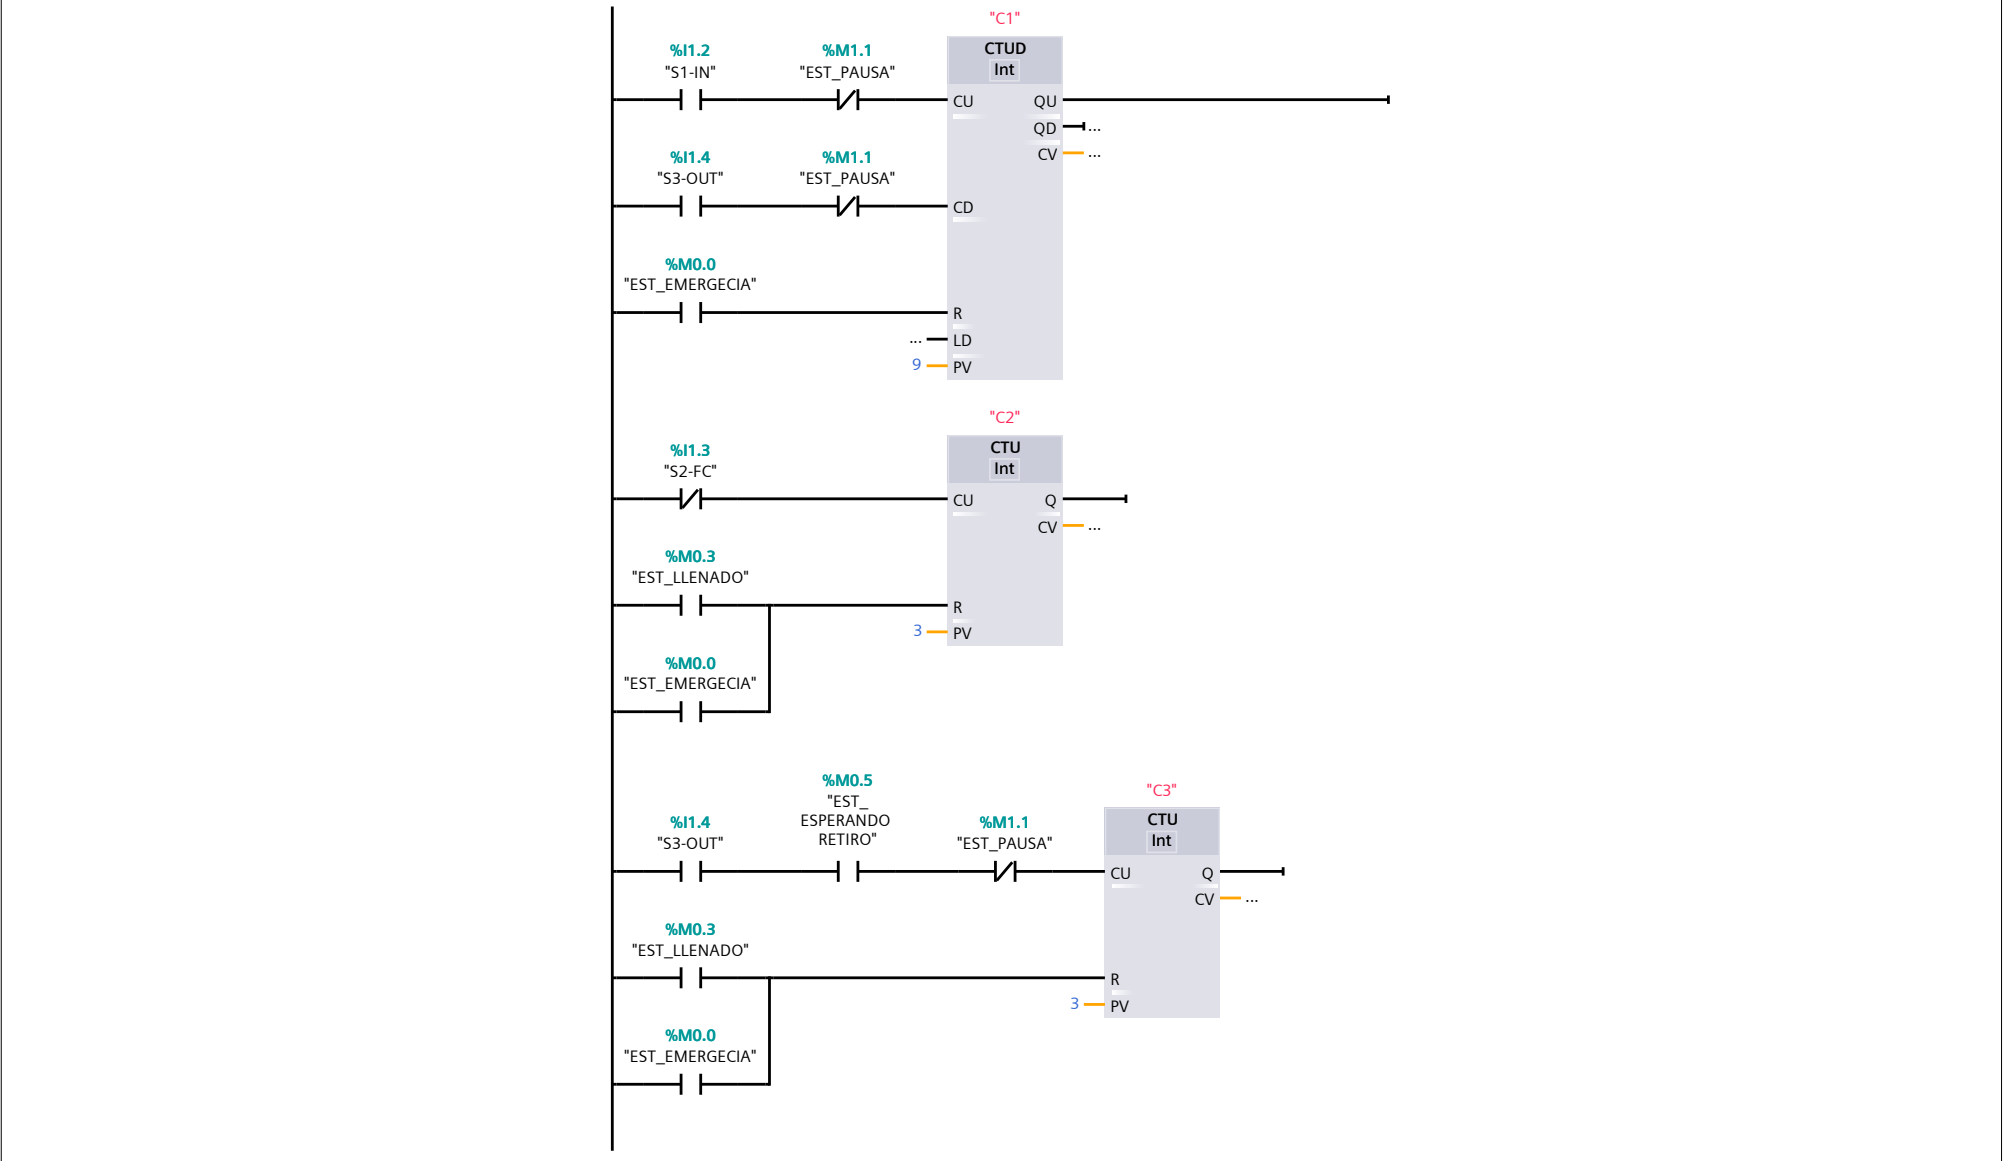 "C1"
%I1.2 %M1.1 CTUD
"S1-IN" "EST_PAUSA" Int
CU QU
QD ...
CV ...
%I1.4 %M1.1
"S3-OUT" "EST_PAUSA"
CD
%M0.0
"EST_EMERGECIA"
R
... LD
9 PV
"C2"
%I1.3 CTU
"S2-FC" Int
CU Q
CV ...
%M0.3
"EST_LLENADO"
R
3 PV
%M0.0
"EST_EMERGECIA"
%M0.5 "C3"
"EST_
%I1.4 ESPERANDO %M1.1 CTU
"S3-OUT" RETIRO" "EST_PAUSA" Int
CU Q
CV ...
%M0.3
"EST_LLENADO"
R
3 PV
%M0.0
"EST_EMERGECIA"